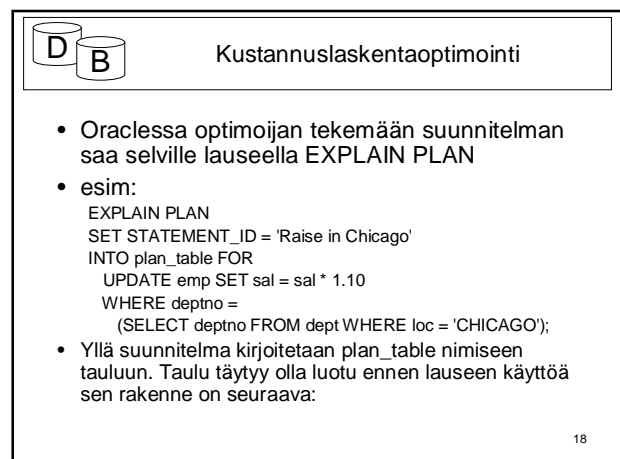 D
B
Kustannuslaskentaoptimointi
• Oraclessa optimoijan tekemään suunnitelman
saa selville lauseella EXPLAIN PLAN
• esim:
EXPLAIN PLAN
SET STATEMENT_ID = 'Raise in Chicago'
INTO plan_table FOR
UPDATE emp SET sal = sal * 1.10
WHERE deptno =
(SELECT deptno FROM dept WHERE loc = 'CHICAGO');
• Yllä suunnitelma kirjoitetaan plan_table nimiseen
tauluun. Taulu täytyy olla luotu ennen lauseen käyttöä
sen rakenne on seuraava:
18